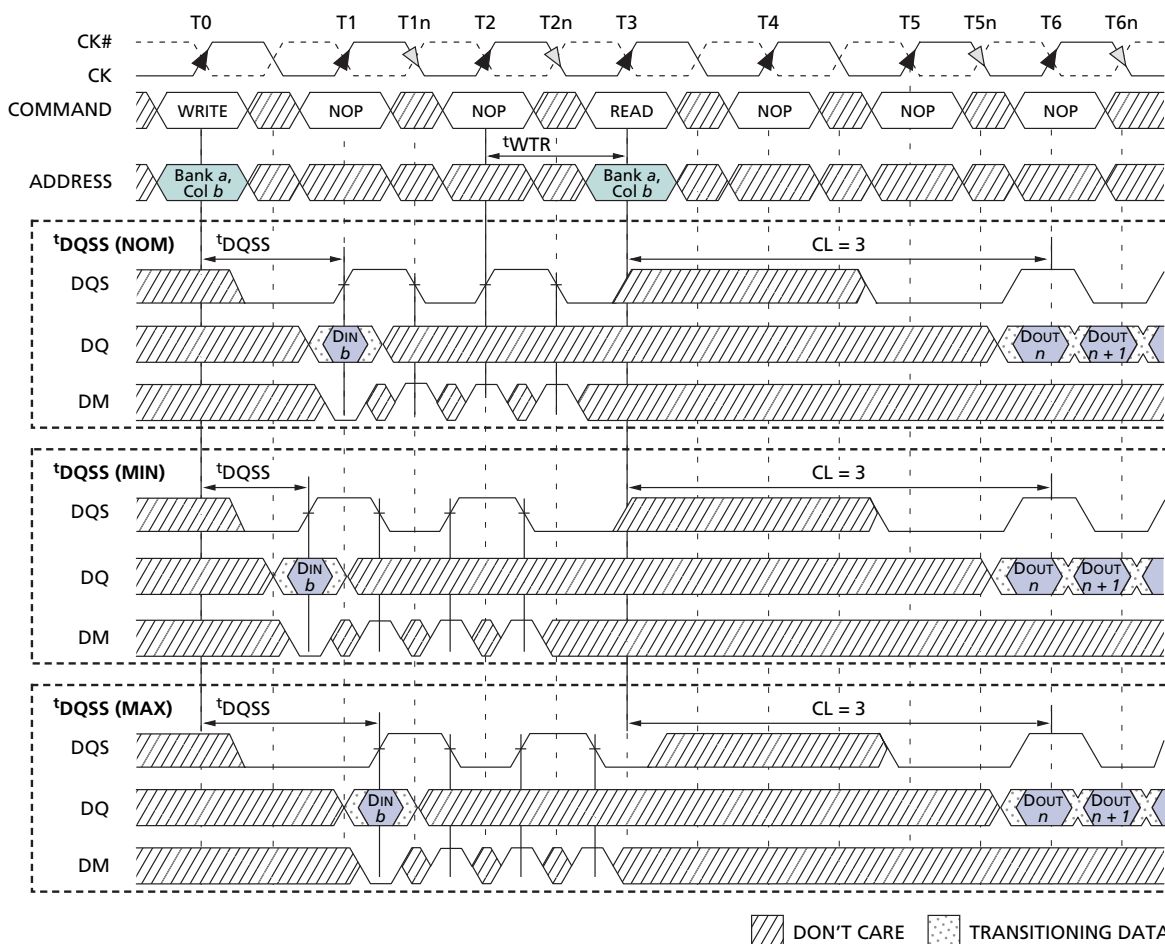 T0 T1 T1n T2 T2n T3 T4 T5 T5n T6 T6n
CK#
CK
COMMAND WRITE NOP NOP READ NOP NOP NOP
tWTR
ADDRESS Bank a, Col b Bank a, Col b
tDQSS (NOM) tDQSS CL = 3
DQS
DQ DIN b DOUT n DOUT n + 1
DM
tDQSS (MIN) tDQSS CL = 3
DQS
DQ DIN b DOUT n DOUT n + 1
DM
tDQSS (MAX) tDQSS CL = 3
DQS
DQ DIN b DOUT n DOUT n + 1
DM
DON'T CARE TRANSITIONING DATA